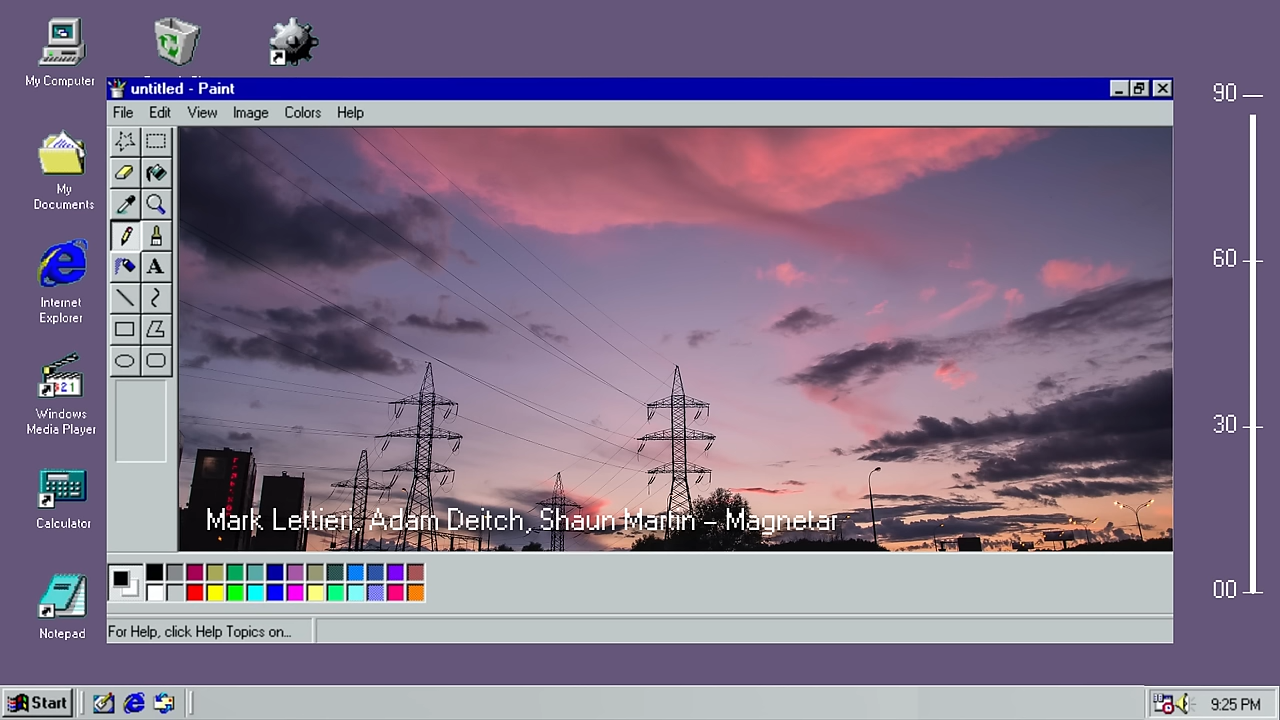 My Computer
untitled - Paint
File Edit View Image Colors Help
90
My
Documents
60
Internet
Explorer
Windows
Media Player
30
Calculator
Mark Lettieri, Adam Deitch, Shaun Martin – Magnetar
00
Notepad
For Help, click Help Topics on...
Start
9:25 PM